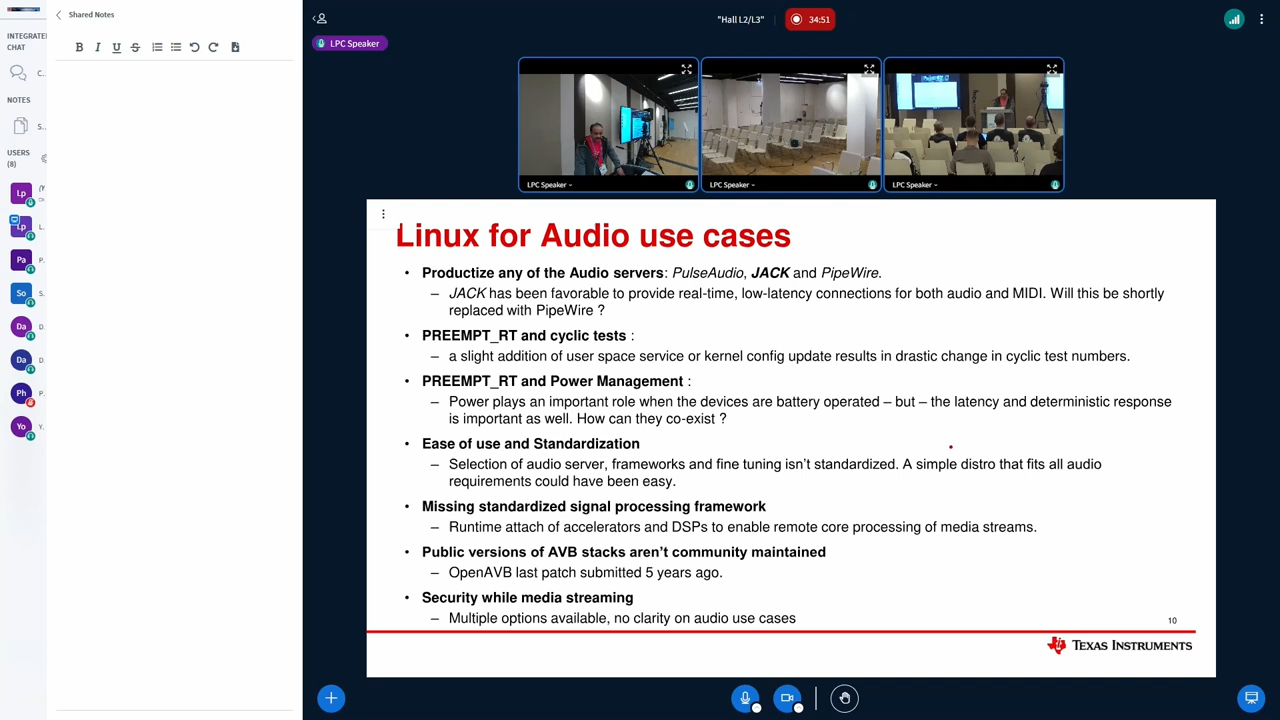 Shared Notes
INTEGRATE
CHAT
C...
NOTES
S...
USERS
(8)
Lp
Lp
L...
Pa
P.
So
S.
Da
D.
Da
D.
Ph
P.
Yo
Y.
B I U S
"Hall L2/L3"
34:51
LPC Speaker
LPC Speaker
LPC Speaker
LPC Speaker
Linux for Audio use cases
• Productize any of the Audio servers: PulseAudio, JACK and PipeWire.
– JACK has been favorable to provide real-time, low-latency connections for both audio and MIDI. Will this be shortly
replaced with PipeWire ?
• PREEMPT_RT and cyclic tests :
– a slight addition of user space service or kernel config update results in drastic change in cyclic test numbers.
• PREEMPT_RT and Power Management :
– Power plays an important role when the devices are battery operated – but – the latency and deterministic response
is important as well. How can they co-exist ?
• Ease of use and Standardization
– Selection of audio server, frameworks and fine tuning isn't standardized. A simple distro that fits all audio
requirements could have been easy.
• Missing standardized signal processing framework
– Runtime attach of accelerators and DSPs to enable remote core processing of media streams.
• Public versions of AVB stacks aren't community maintained
– OpenAVB last patch submitted 5 years ago.
• Security while media streaming
– Multiple options available, no clarity on audio use cases
10
TEXAS INSTRUMENTS